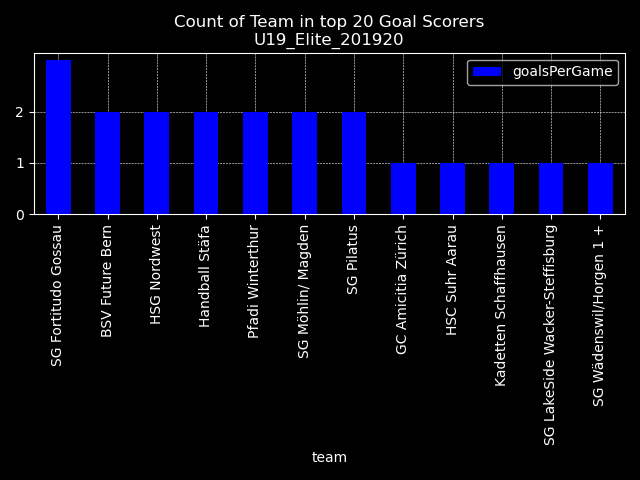 Count of Team in top 20 Goal Scorers
U19_Elite_201920
goalsPerGame
2
1
0
SG Fortitudo Gossau
BSV Future Bern
HSG Nordwest
Handball Stäfa
Pfadi Winterthur
SG Möhlin/ Magden
SG Pilatus
GC Amicitia Zürich
HSC Suhr Aarau
Kadetten Schaffhausen
SG LakeSide Wacker-Steffisburg
SG Wädenswil/Horgen 1 +
team